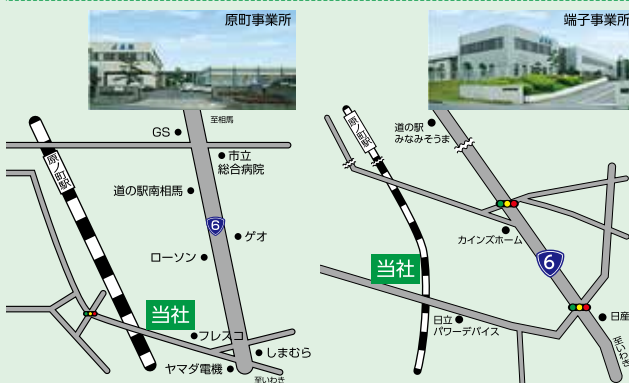 原町事業所
至相馬
GS
原ノ町駅
市立
総合病院
道の駅南相馬
6
ゲオ
ローソン
当社
フレスコ
しまむら
ヤマダ電機
至いわき
端子事業所
原ノ町駅
道の駅
みなみそうま
カインズホーム
当社
6
日立
パワーデバイス
日産
至いわき